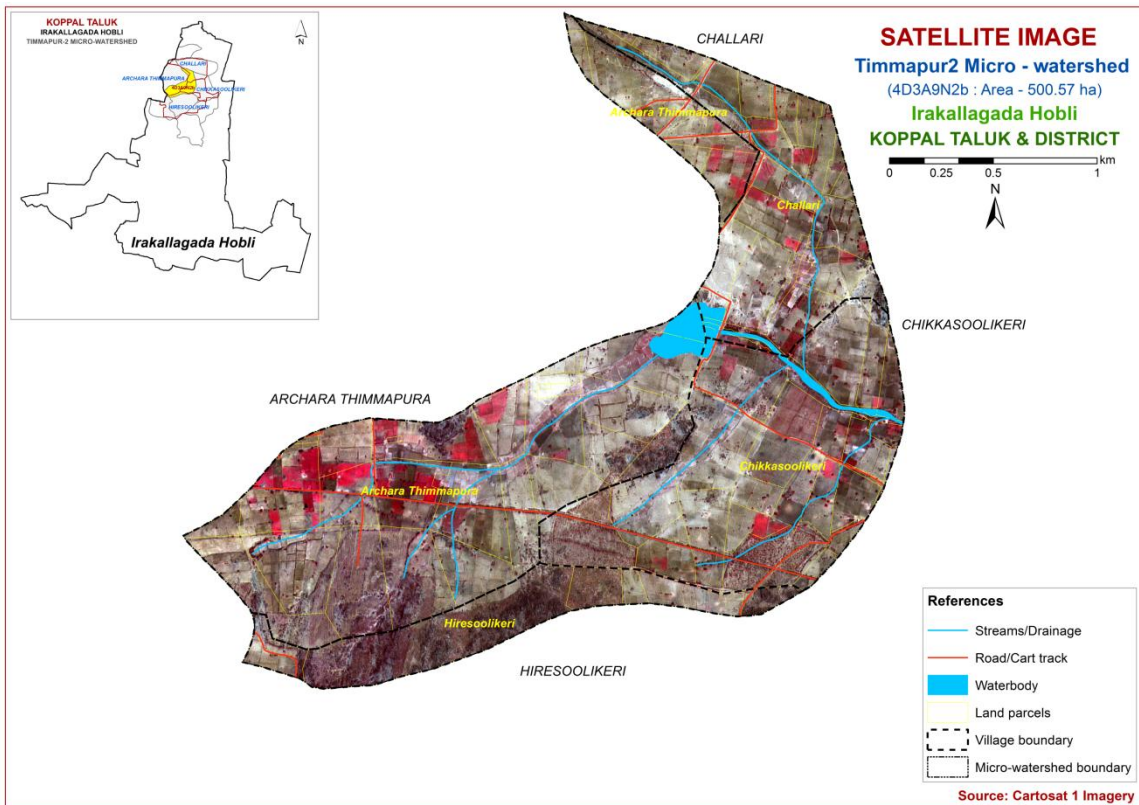 KOPPAL TALUK
IRAKALLAGADA HOBLI
TIMMAPUR-2 MICRO-WATERSHED
N
CHALLARI
ARCHARA THIMMAPURA
CHIKKASOOLIKERI
HIRESOOLIKERI
Irakallagada Hobli
SATELLITE IMAGE
Timmapur2 Micro - watershed
(4D3A9N2b : Area - 500.57 ha)
Irakallagada Hobli
KOPPAL TALUK & DISTRICT
km
0 0.25 0.5 1
N
CHALLARI
Archara Thimmapura
Challari
CHIKKASOOLIKERI
ARCHARA THIMMAPURA
Chikkasoolikeri
Archara Thimmapura
Hiresoolikeri
HIRESOOLIKERI
References
Streams/Drainage
Road/Cart track
Waterbody
Land parcels
Village boundary
Micro-watershed boundary
Source: Cartosat 1 Imagery